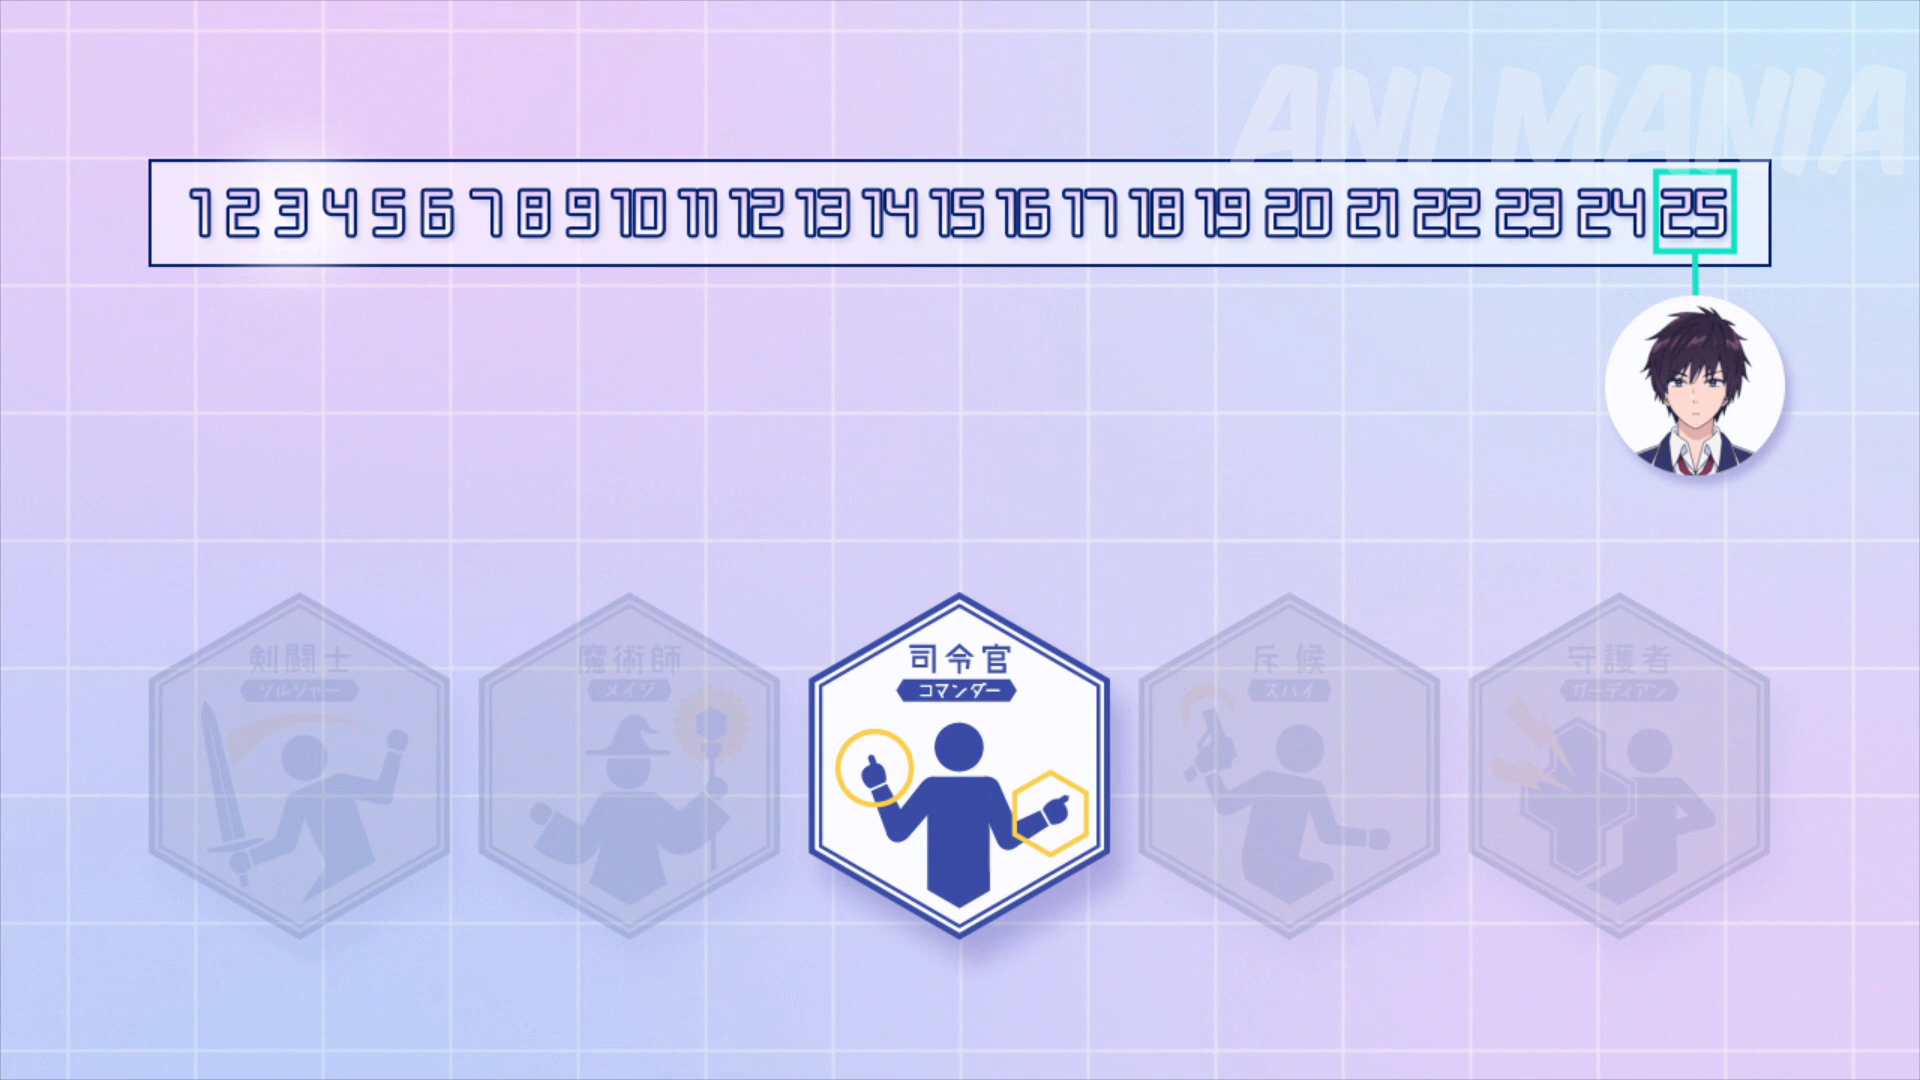 ANI MANIA
1 2 3 4 5 6 7 8 9 10 11 12 13 14 15 16 17 18 19 20 21 22 23 24 25
剣闘士
ソルジャー
魔術師
メイジ
司令官
コマンダー
斥候
スパイ
守護者
ガーディアン